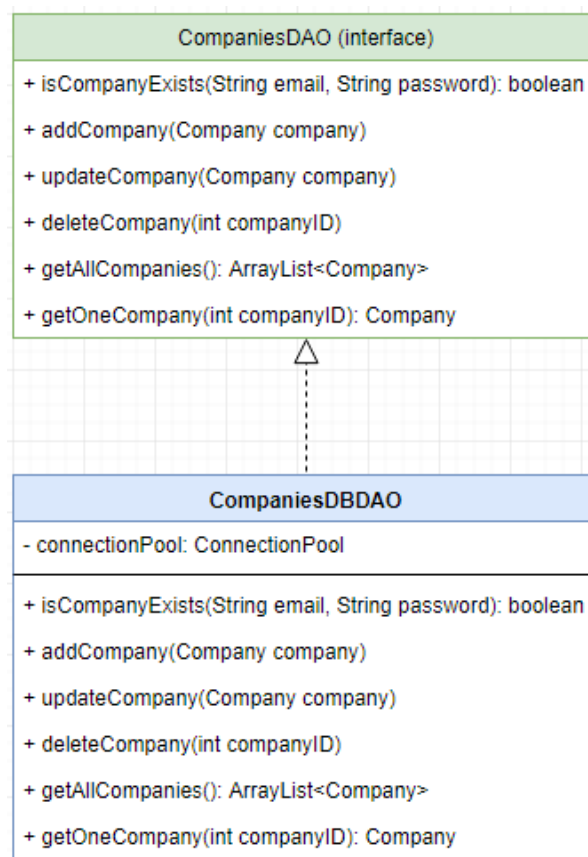 CompaniesDAO (interface)
+ isCompanyExists(String email, String password): boolean
+ addCompany(Company company)
+ updateCompany(Company company)
+ deleteCompany(int companyID)
+ getAllCompanies(): ArrayList<Company>
+ getOneCompany(int companyID): Company
CompaniesDBDAO
- connectionPool: ConnectionPool
+ isCompanyExists(String email, String password): boolean
+ addCompany(Company company)
+ updateCompany(Company company)
+ deleteCompany(int companyID)
+ getAllCompanies(): ArrayList<Company>
+ getOneCompany(int companyID): Company